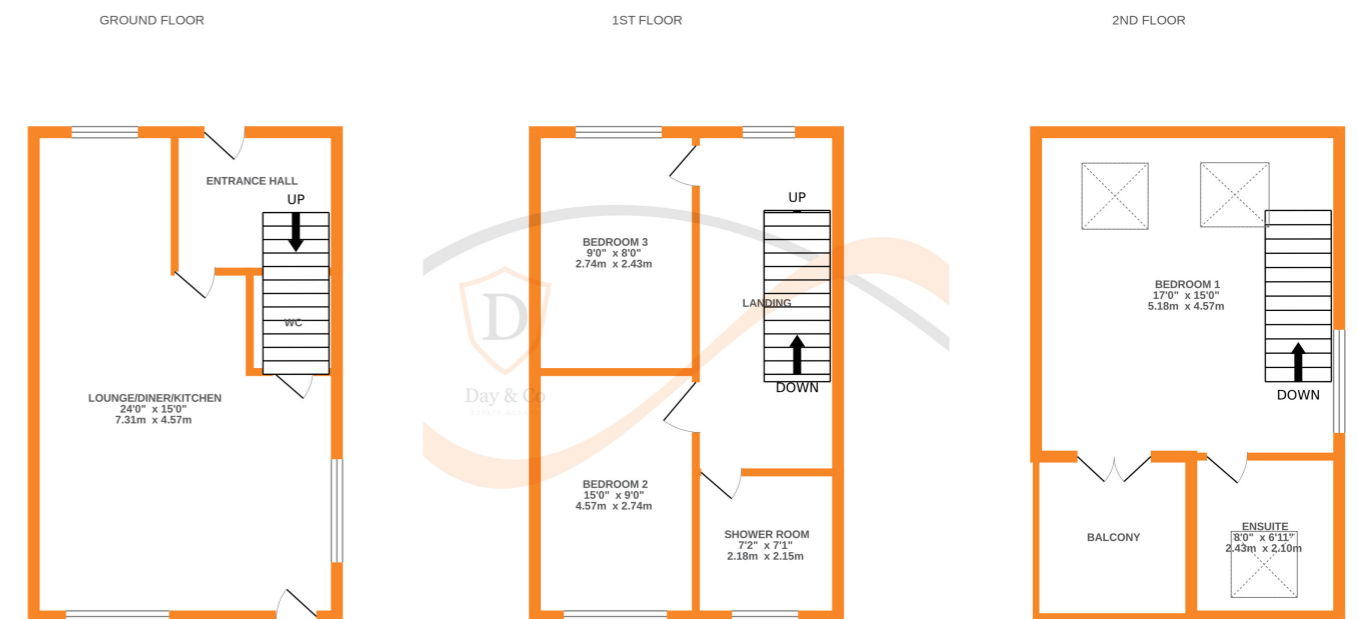 GROUND FLOOR
1ST FLOOR
2ND FLOOR
ENTRANCE HALL
UP
WC
LOUNGE/DINER/KITCHEN
24'0" x 15'0"
7.31m x 4.57m
BEDROOM 3
9'0" x 8'0"
2.74m x 2.43m
UP
LANDING
DOWN
Day & Co
ESTATE AGENTS
BEDROOM 2
15'0" x 9'0"
4.57m x 2.74m
SHOWER ROOM
7'2" x 7'1"
2.18m x 2.15m
BEDROOM 1
17'0" x 15'0"
5.18m x 4.57m
DOWN
BALCONY
ENSUITE
8'0" x 6'11"
2.43m x 2.10m